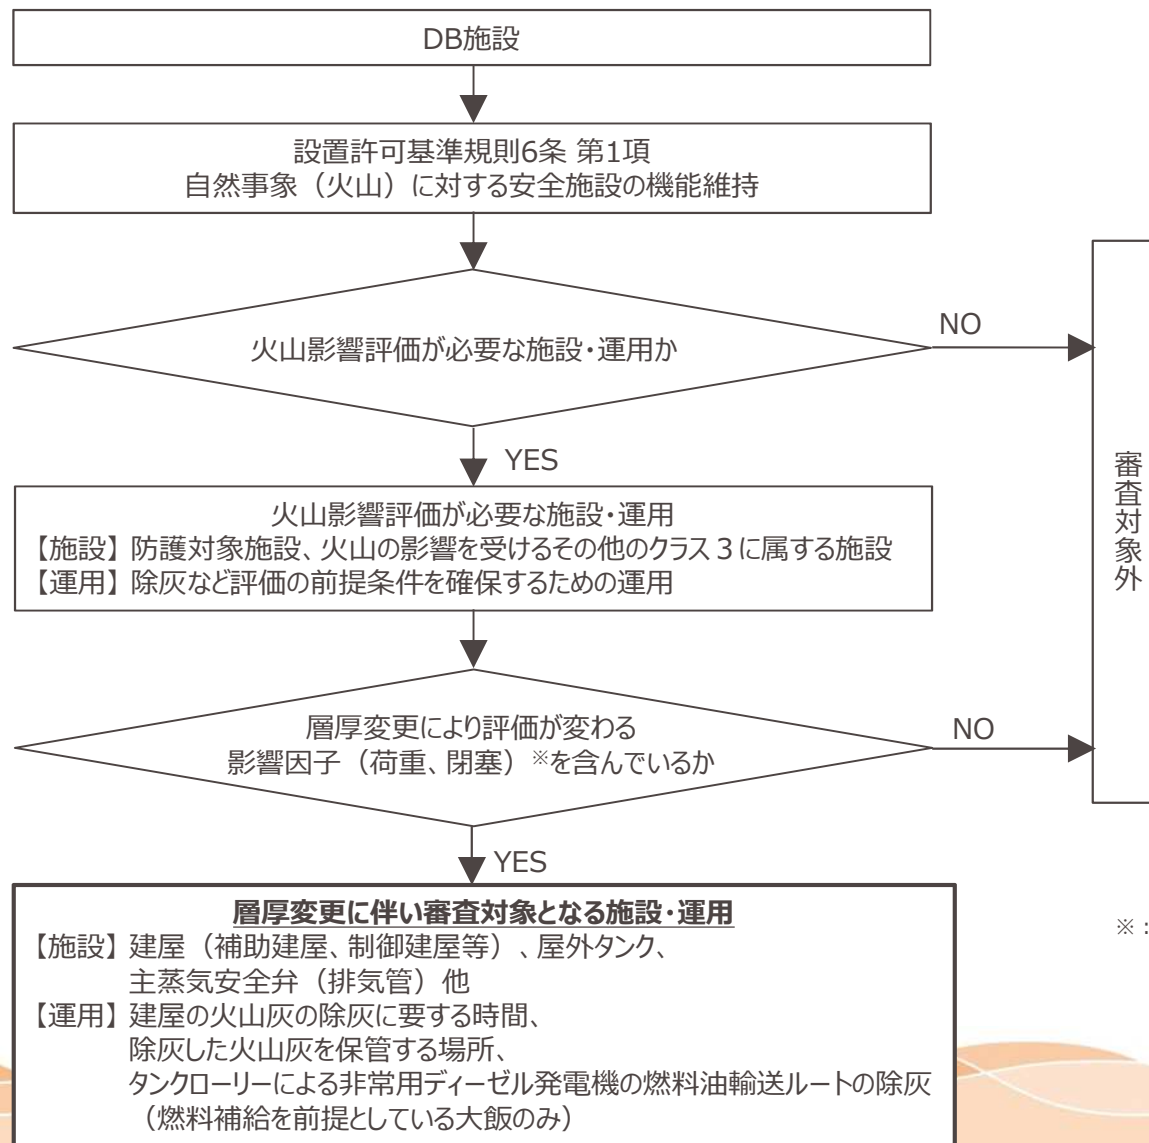 DB施設
設置許可基準規則6条 第1項
自然事象（火山）に対する安全施設の機能維持
火山影響評価が必要な施設・運用か
NO
YES
火山影響評価が必要な施設・運用
【施設】防護対象施設、火山の影響を受けるその他のクラス３に属する施設
【運用】除灰など評価の前提条件を確保するための運用
層厚変更により評価が変わる
影響因子（荷重、閉塞）※を含んでいるか
NO
審査対象外
YES
層厚変更に伴い審査対象となる施設・運用
【施設】建屋（補助建屋、制御建屋等）、屋外タンク、
主蒸気安全弁（排気管）他
【運用】建屋の火山灰の除灰に要する時間、
除灰した火山灰を保管する場所、
タンクローリーによる非常用ディーゼル発電機の燃料油輸送ルートの除灰
（燃料補給を前提としている大飯のみ）
※：